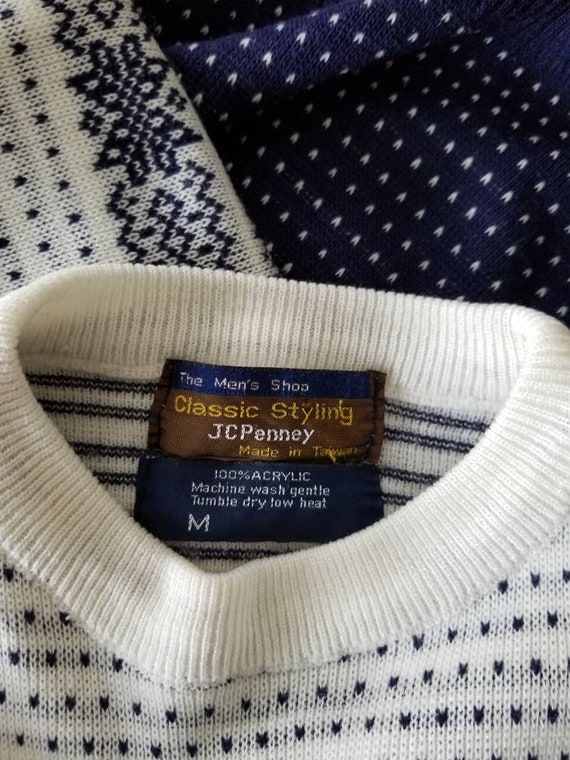 The Men's Shop
Classic Styling
JCPenney
Made in Taiwan
100% ACRYLIC
Machine wash gentle
Tumble dry low heat
M